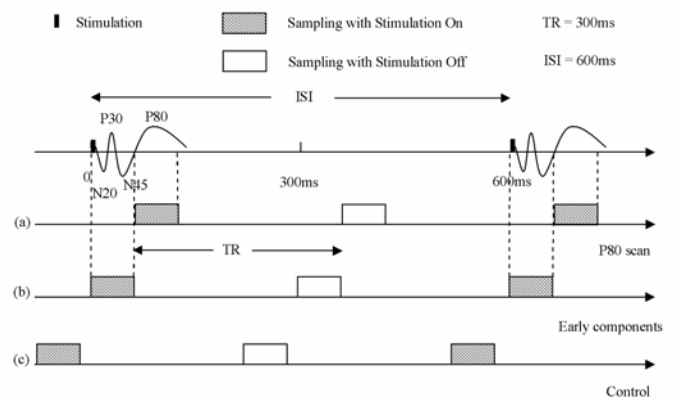 Stimulation
Sampling with Stimulation On
TR = 300ms
Sampling with Stimulation Off
ISI = 600ms
ISI
P30
P80
0
N20
N45
300ms
600ms
(a)
TR
P80 scan
(b)
Early components
(c)
Control